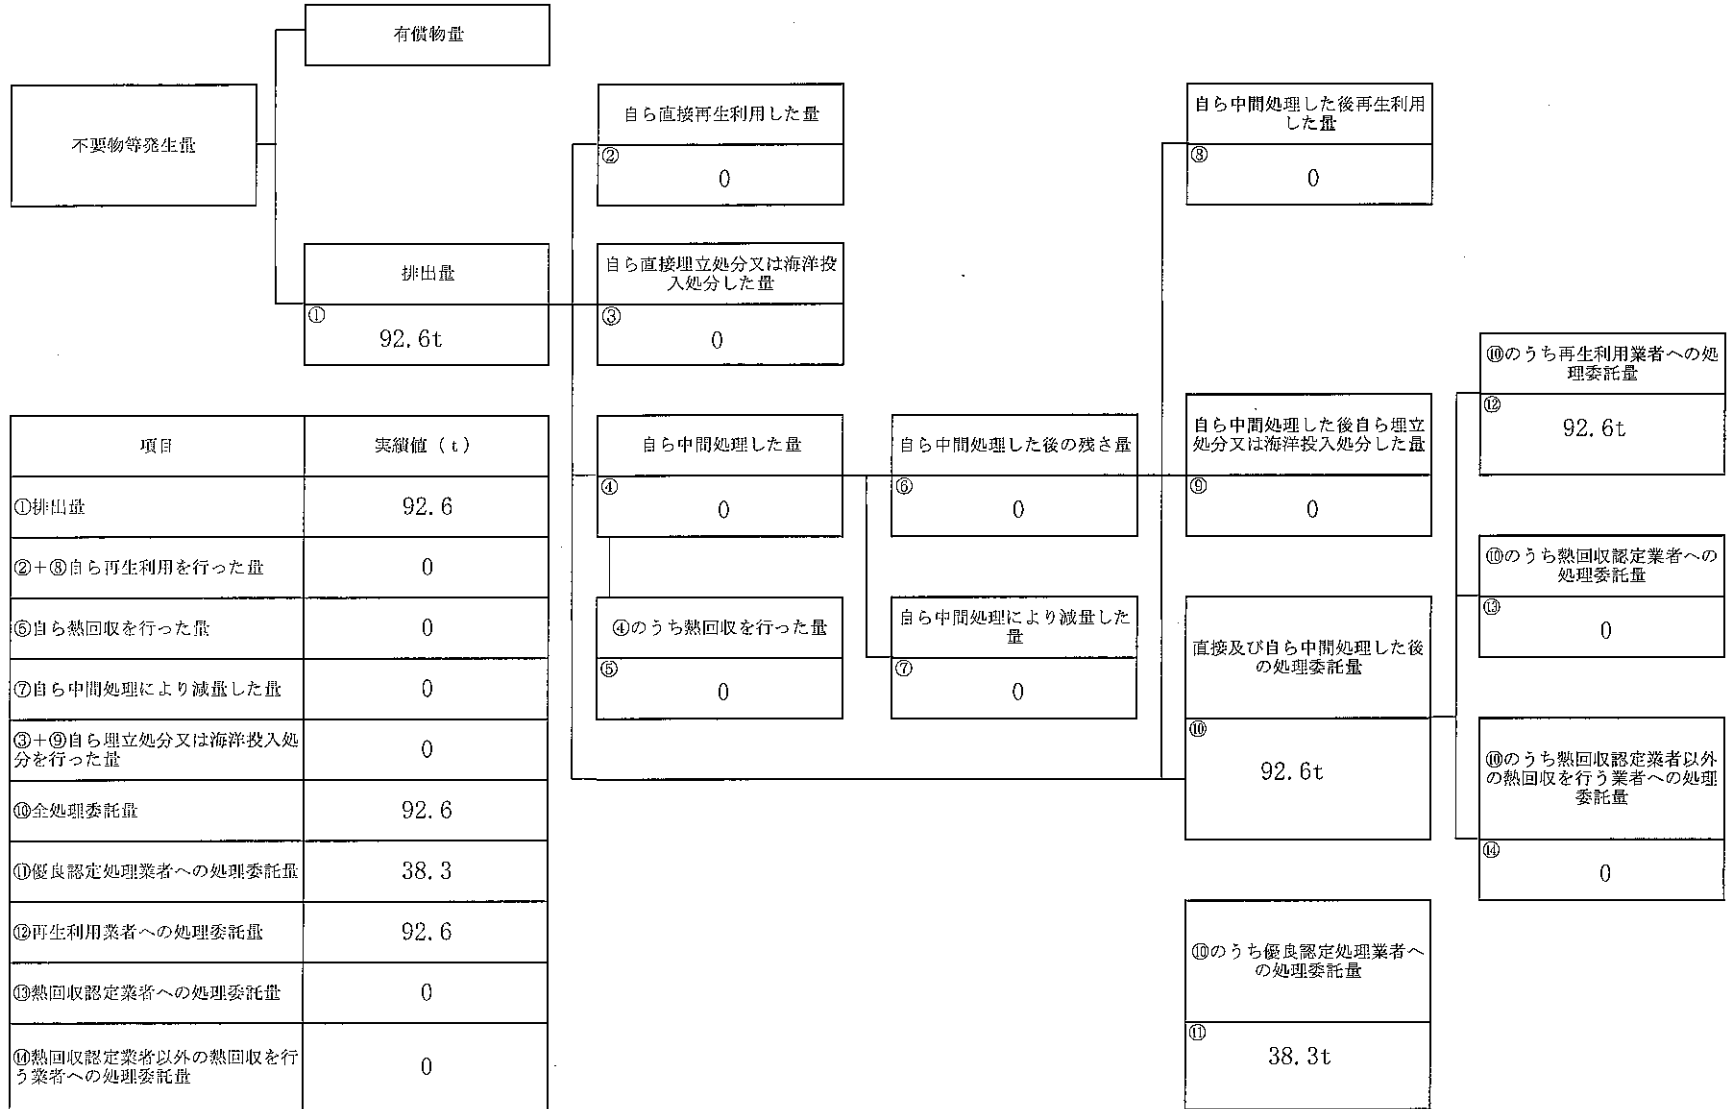 有償物量
不要物等発生量
排出量
①
92.6t
自ら直接再生利用した量
②
0
自ら直接埋立処分又は海洋投
入処分した量
③
0
自ら中間処理した量
④
0
④のうち熱回収を行った量
⑤
0
自ら中間処理した後の残さ量
⑥
0
自ら中間処理により減量した
量
⑦
0
自ら中間処理した後再生利用
した量
⑧
0
自ら中間処理した後自ら埋立
処分又は海洋投入処分した量
⑨
0
直接及び自ら中間処理した後
の処理委託量
⑩
92.6t
⑩のうち優良認定処理業者へ
の処理委託量
⑪
38.3t
⑩のうち再生利用業者への処
理委託量
⑫
92.6t
⑩のうち熱回収認定業者への
処理委託量
⑬
0
⑩のうち熱回収認定業者以外
の熱回収を行う業者への処理
委託量
⑭
0
項目 実績値（t）
①排出量 92.6
②+⑧自ら再生利用を行った量 0
⑤自ら熱回収を行った量 0
⑦自ら中間処理により減量した量 0
③+⑨自ら埋立処分又は海洋投入処
分を行った量 0
⑩全処理委託量 92.6
⑪優良認定処理業者への処理委託量 38.3
⑫再生利用業者への処理委託量 92.6
⑬熱回収認定業者への処理委託量 0
⑭熱回収認定業者以外の熱回収を行
う業者への処理委託量 0